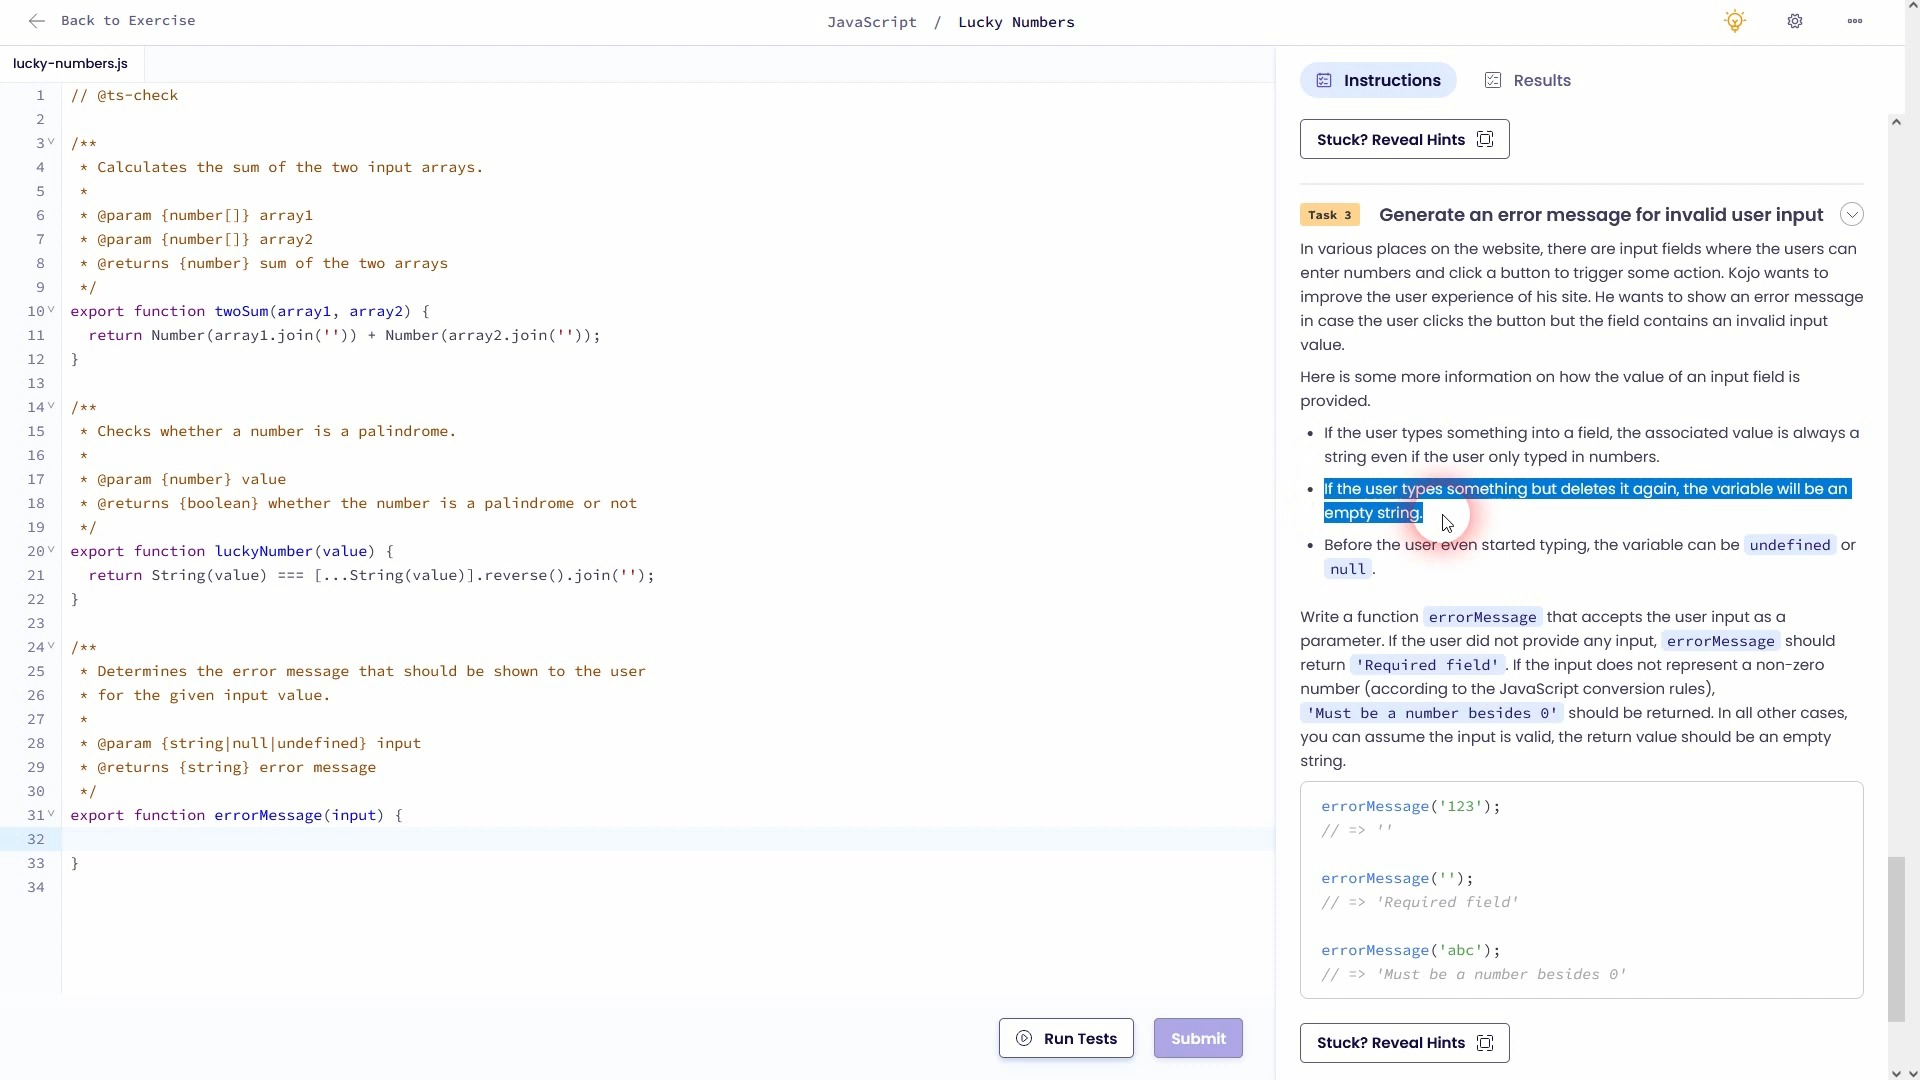 Back to Exercise
JavaScript / Lucky Numbers
lucky-numbers.js
1 // @ts-check
2
3 /**
4 * Calculates the sum of the two input arrays.
5 *
6 * @param {number[]} array1
7 * @param {number[]} array2
8 * @returns {number} sum of the two arrays
9 */
10 export function twoSum(array1, array2) {
11 return Number(array1.join('')) + Number(array2.join(''));
12 }
13
14 /**
15 * Checks whether a number is a palindrome.
16 *
17 * @param {number} value
18 * @returns {boolean} whether the number is a palindrome or not
19 */
20 export function luckyNumber(value) {
21 return String(value) === [...String(value)].reverse().join('');
22 }
23
24 /**
25 * Determines the error message that should be shown to the user
26 * for the given input value.
27 *
28 * @param {string|null|undefined} input
29 * @returns {string} error message
30 */
31 export function errorMessage(input) {
32
33 }
34
Run Tests
Submit
Instructions
Results
Stuck? Reveal Hints
Task 3 Generate an error message for invalid user input
In various places on the website, there are input fields where the users can
enter numbers and click a button to trigger some action. Kojo wants to
improve the user experience of his site. He wants to show an error message
in case the user clicks the button but the field contains an invalid input
value.
Here is some more information on how the value of an input field is
provided.
• If the user types something into a field, the associated value is always a
string even if the user only typed in numbers.
• If the user types something but deletes it again, the variable will be an
empty string.
• Before the user even started typing, the variable can be undefined or
null.
Write a function errorMessage that accepts the user input as a
parameter. If the user did not provide any input, errorMessage should
return 'Required field'. If the input does not represent a non-zero
number (according to the JavaScript conversion rules),
'Must be a number besides 0' should be returned. In all other cases,
you can assume the input is valid, the return value should be an empty
string.
errorMessage('123');
// => ''
errorMessage('');
// => 'Required field'
errorMessage('abc');
// => 'Must be a number besides 0'
Stuck? Reveal Hints